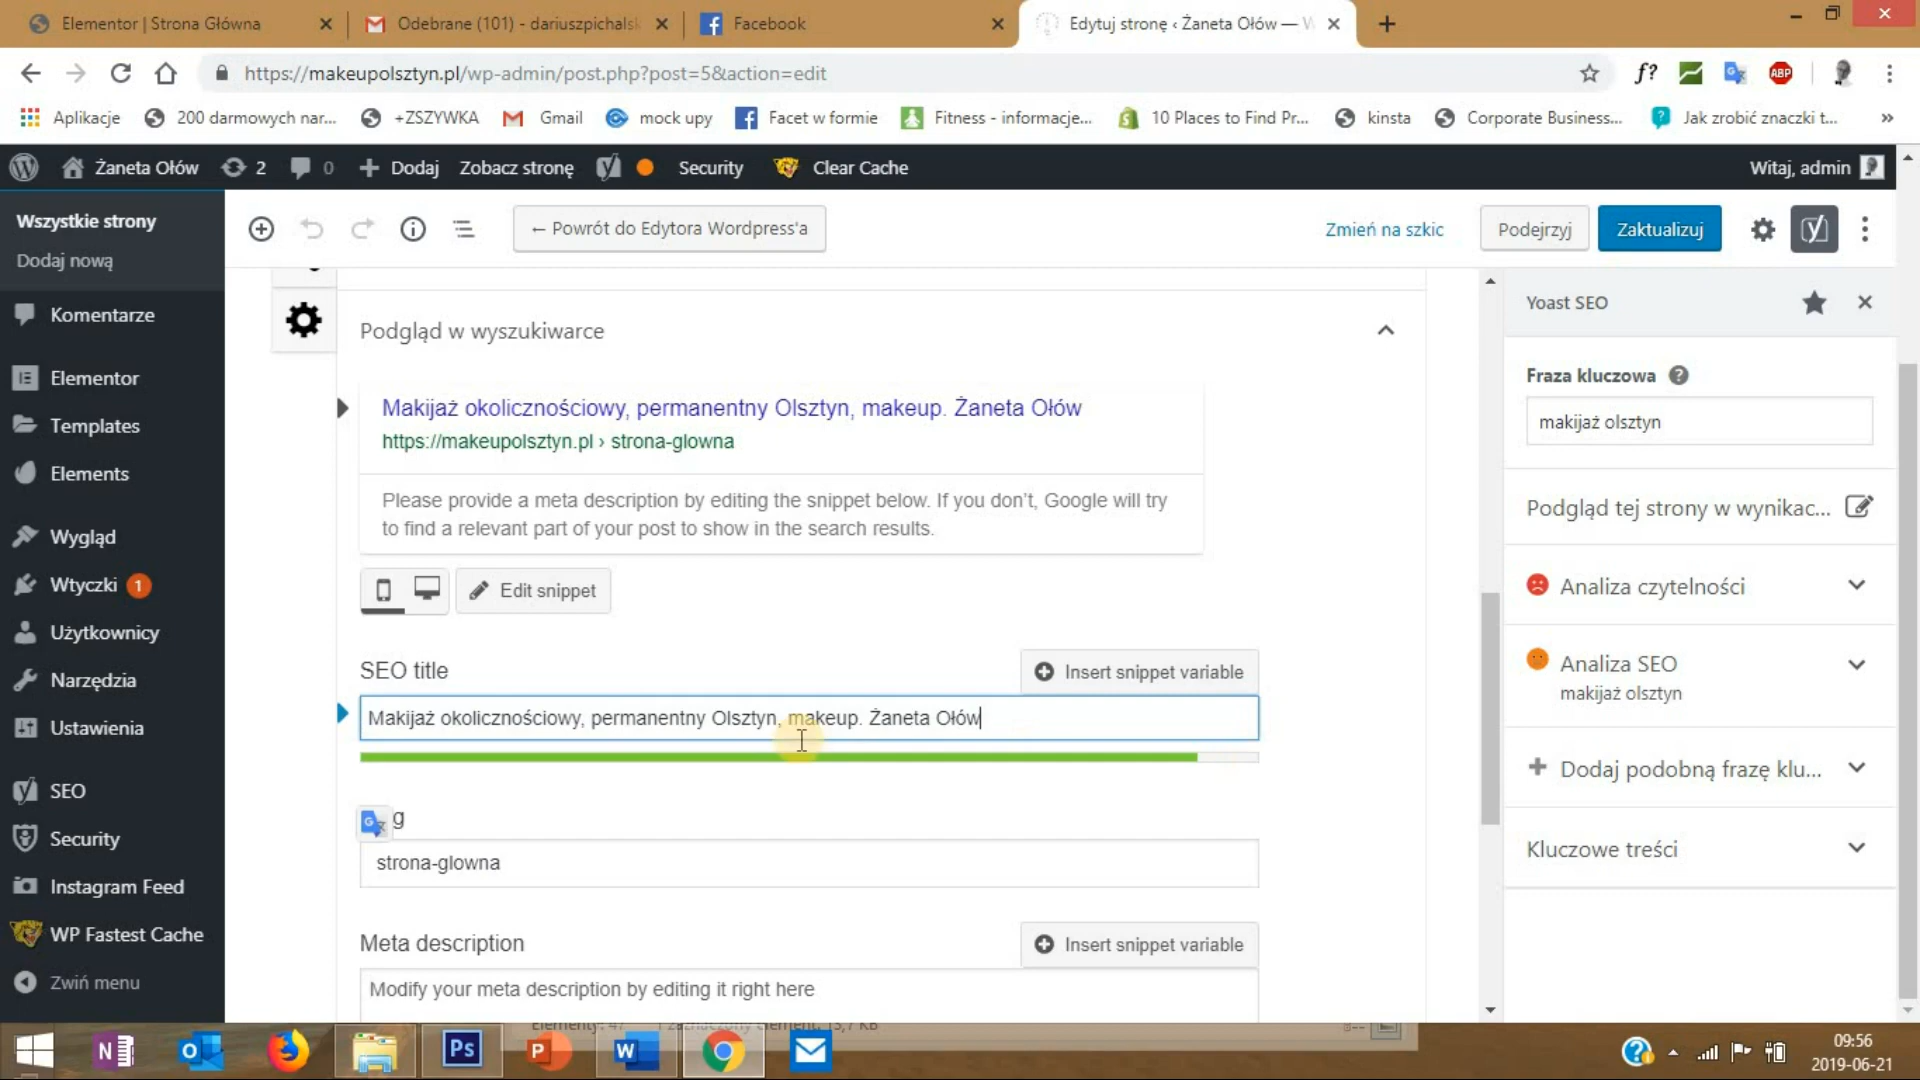 Elementor | Strona Główna
Odebrane (101) - dariuszpichalsk
Facebook
Edytuj stronę ‹ Żaneta Ołów — W
https://makeupolsztyn.pl/wp-admin/post.php?post=5&action=edit
f?
ABP
Aplikacje
200 darmowych nar...
+ZSZYWKA
Gmail
mock upy
Facet w formie
Fitness - informacje...
10 Places to Find Pr...
kinsta
Corporate Business...
Jak zrobić znaczki t...
»
Żaneta Ołów
2
0
Dodaj
Zobacz stronę
Security
Clear Cache
Witaj, admin
Wszystkie strony
Dodaj nową
Komentarze
Elementor
Templates
Elements
Wygląd
Wtyczki 1
Użytkownicy
Narzędzia
Ustawienia
SEO
Security
Instagram Feed
WP Fastest Cache
Zwiń menu
← Powrót do Edytora Wordpress'a
Zmień na szkic
Podejrzyj
Zaktualizuj
Podgląd w wyszukiwarce
Makijaż okolicznościowy, permanentny Olsztyn, makeup. Żaneta Ołów
https://makeupolsztyn.pl › strona-glowna
Please provide a meta description by editing the snippet below. If you don't, Google will try
to find a relevant part of your post to show in the search results.
Edit snippet
SEO title
Insert snippet variable
Makijaż okolicznościowy, permanentny Olsztyn, makeup. Żaneta Ołów
g
strona-glowna
Meta description
Insert snippet variable
Modify your meta description by editing it right here
Yoast SEO
Fraza kluczowa
makijaż olsztyn
Podgląd tej strony w wynikac...
Analiza czytelności
Analiza SEO
makijaż olsztyn
Dodaj podobną frazę klu...
Kluczowe treści
Ps
09:56
2019-06-21